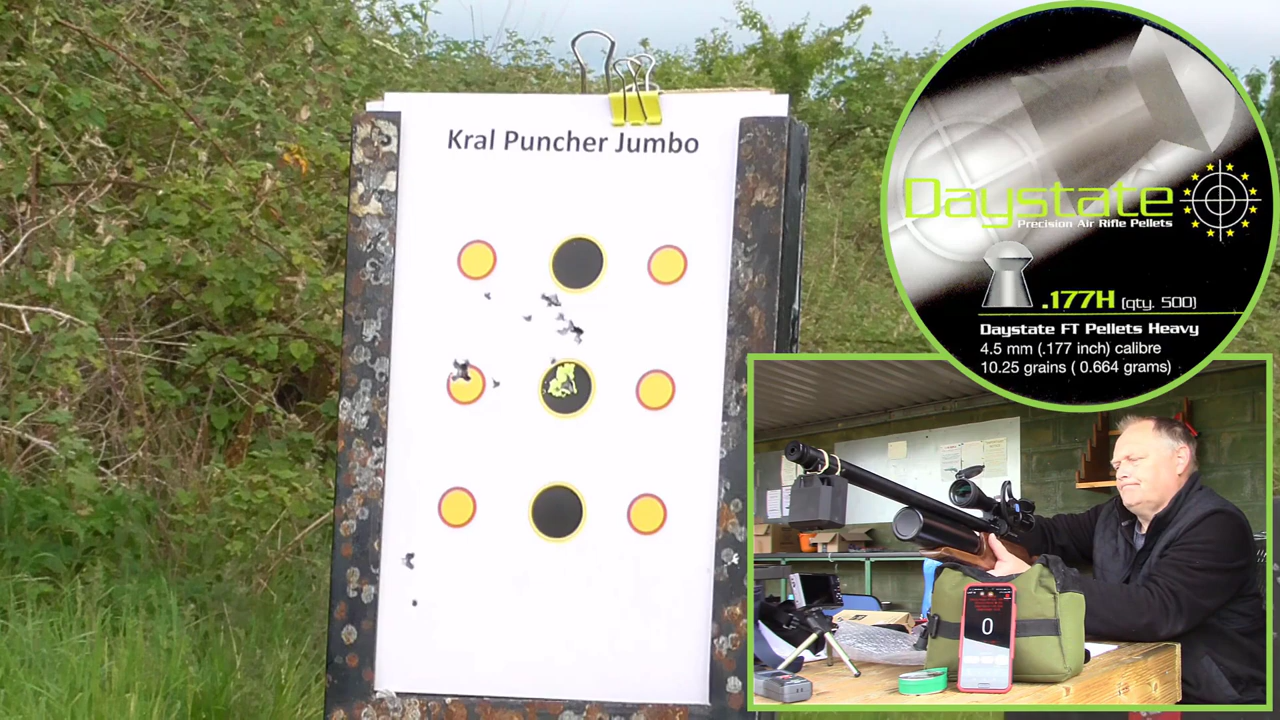 Kral Puncher Jumbo
Daystate
Precision Air Rifle Pellets
.177H (qty. 500)
Daystate FT Pellets Heavy
4.5 mm (.177 inch) calibre
10.25 grains ( 0.664 grams)
0